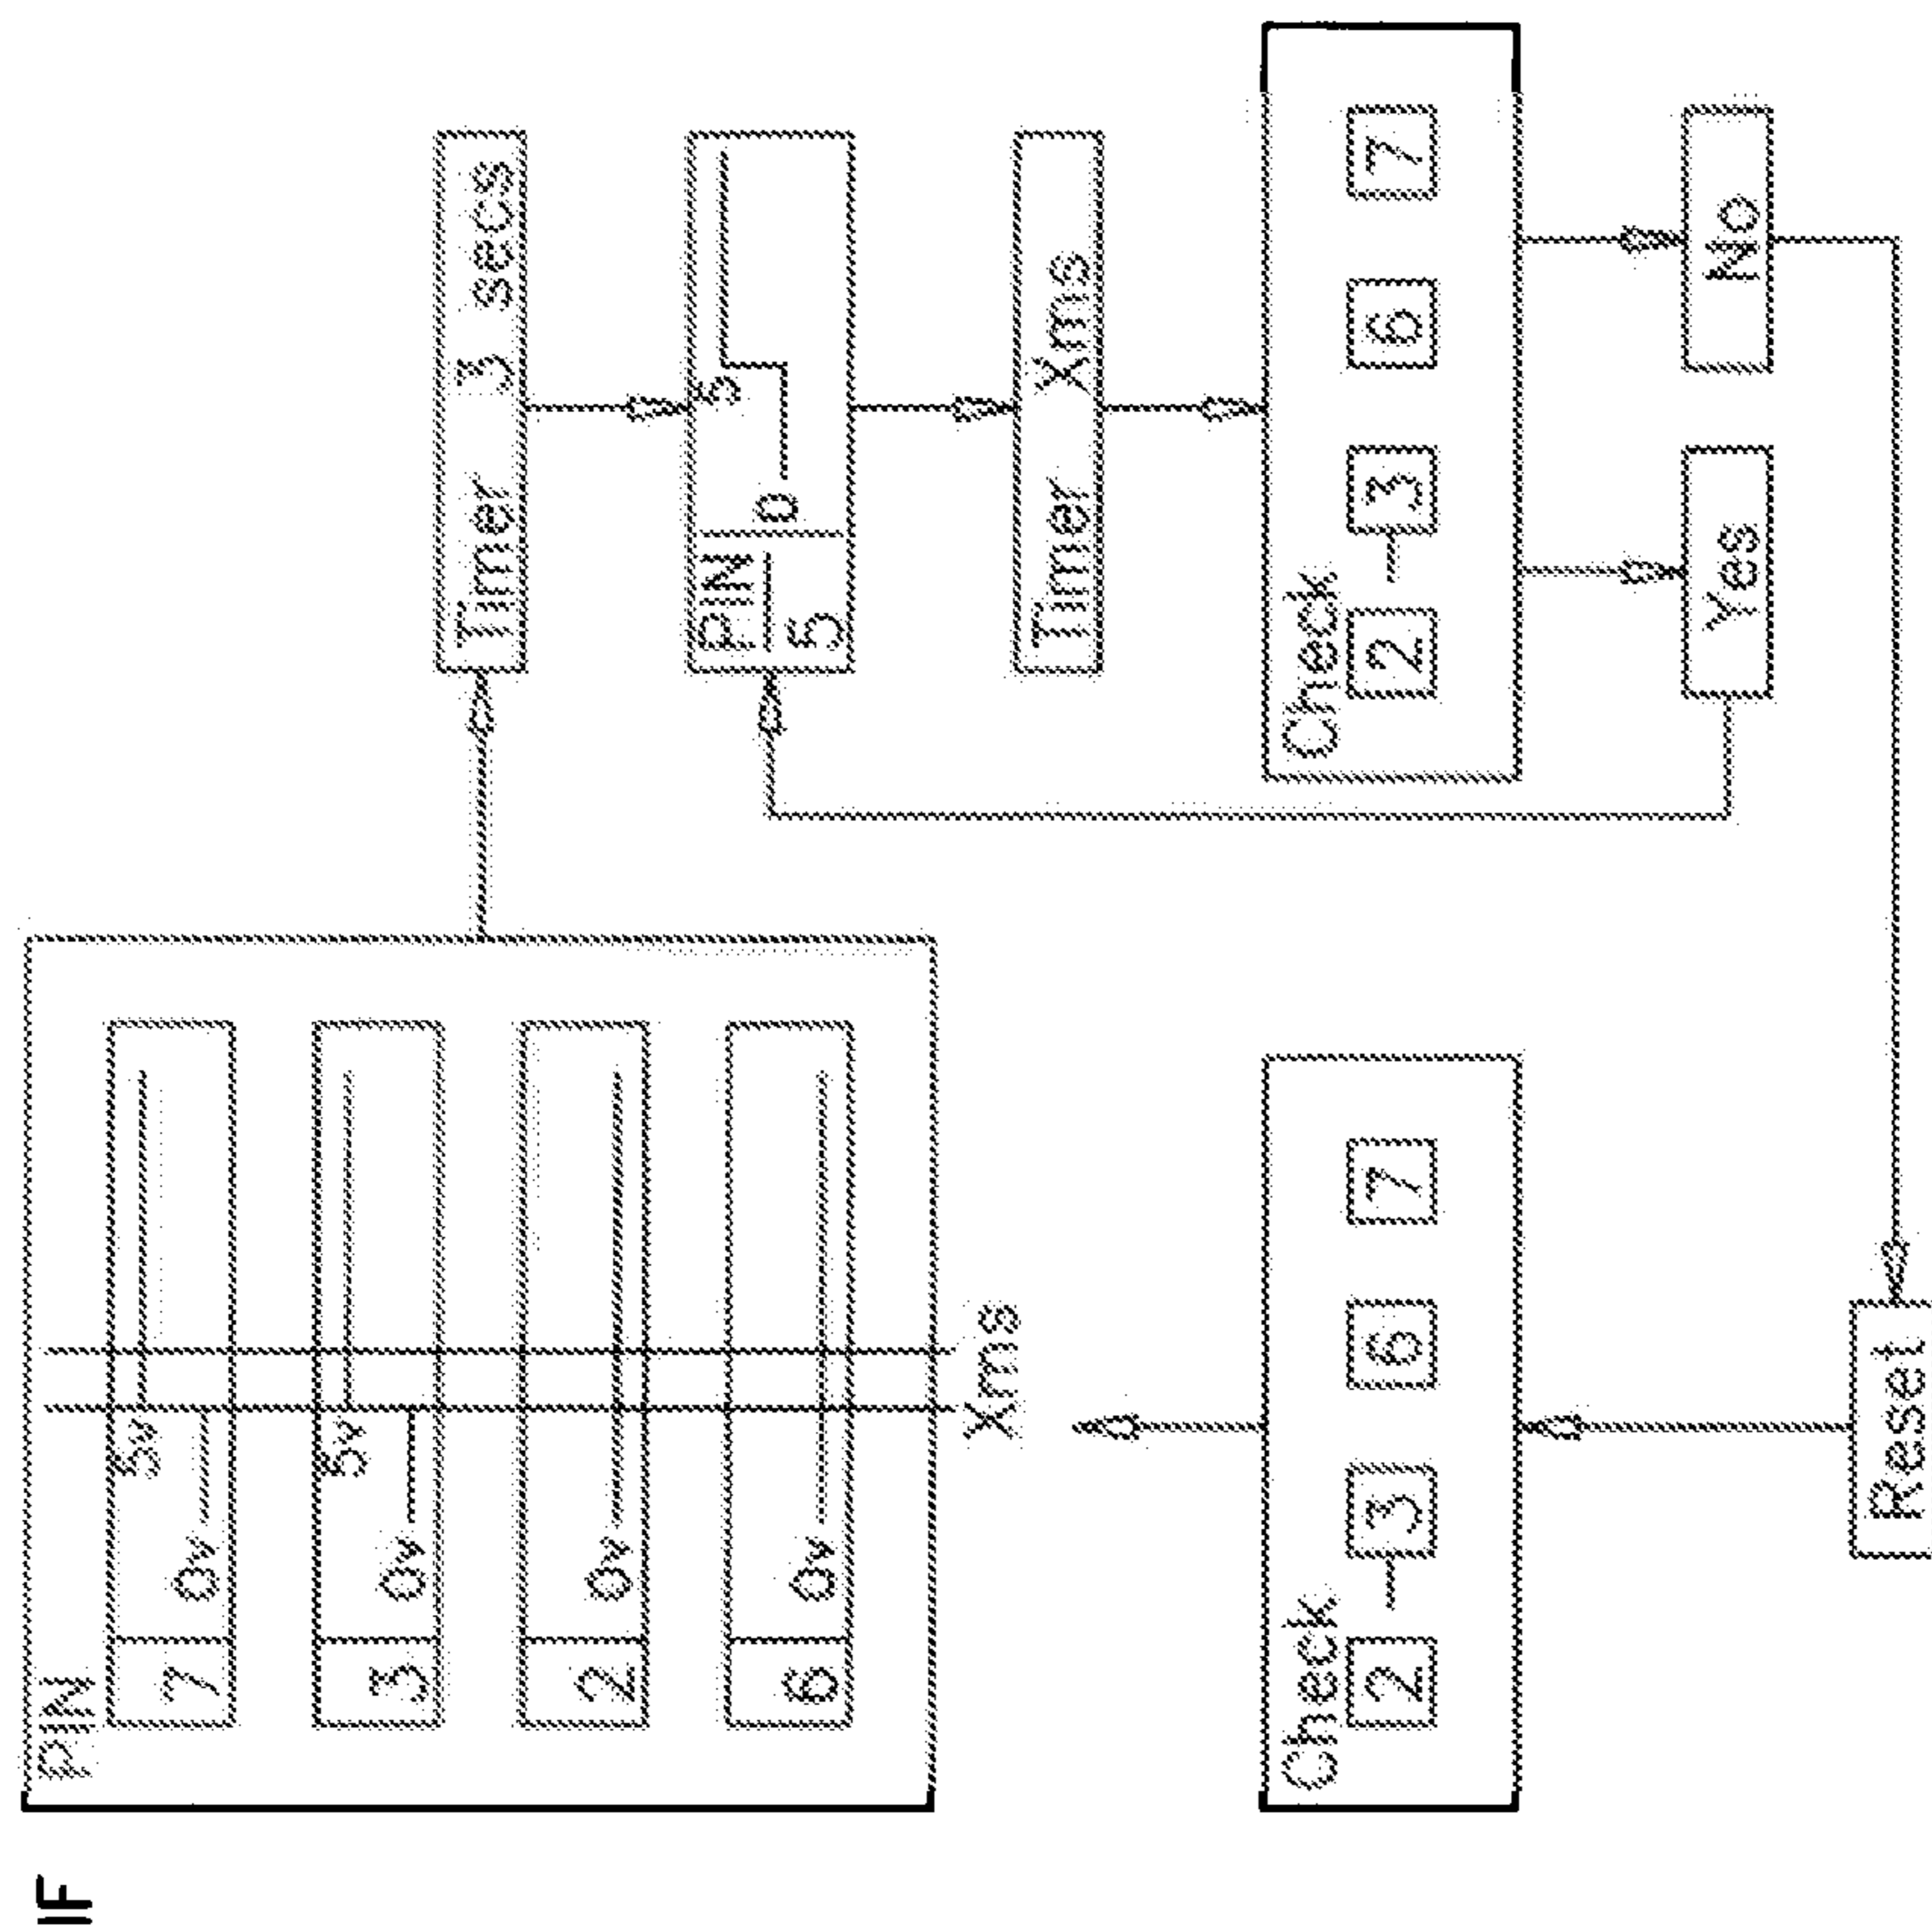 IF
PIN
7 0v 5v
3 0v 5v
2 0v
6 0v
Xms
Timer 3 secs
PIN
5
0 5
Timer Xms
Check
2 3 6 7
Yes
No
Check
2 3 6 7
Reset